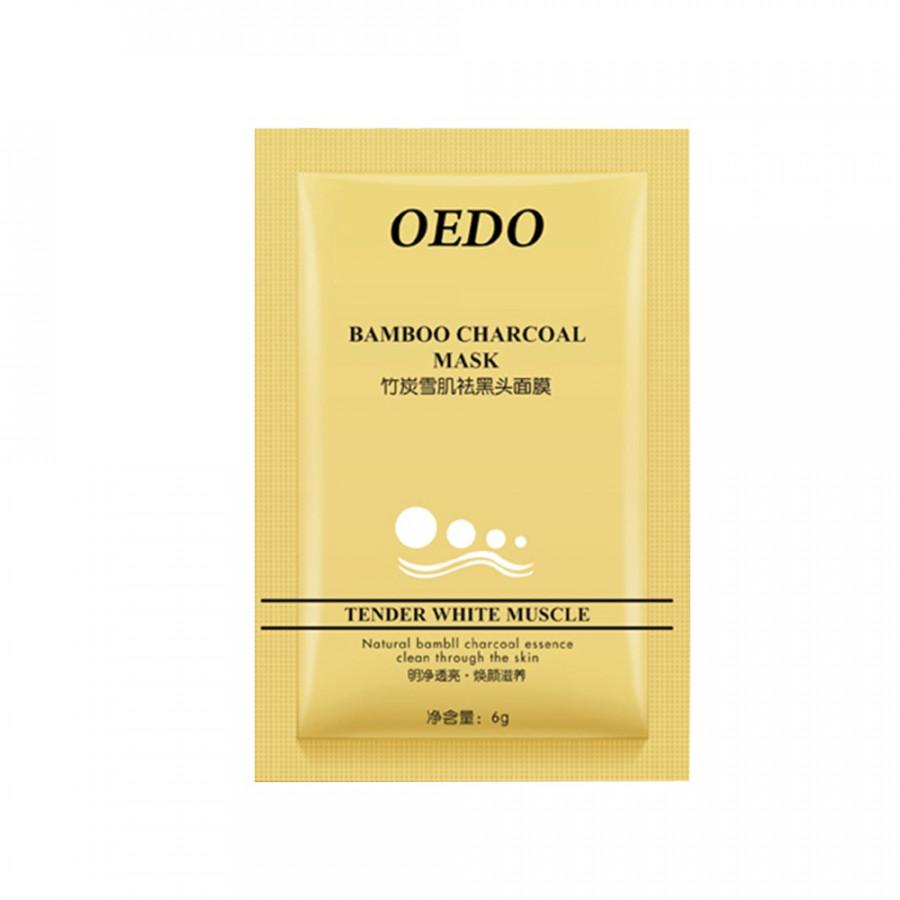 OEDO
BAMBOO CHARCOAL
MASK
竹炭雪肌祛黑头面膜
TENDER WHITE MUSCLE
Natural bambll charcoal essence
clean through the skin
明净透亮·焕颜滋养
净含量：6g